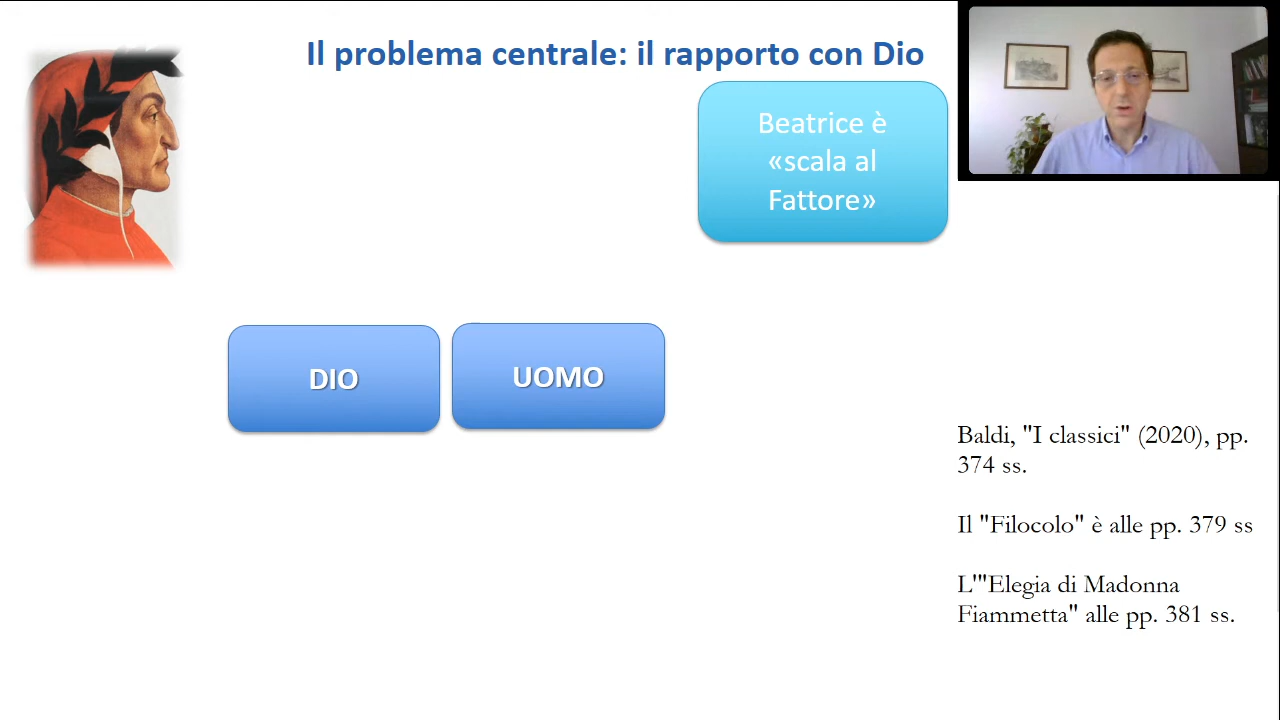 Il problema centrale: il rapporto con Dio
Beatrice è
«scala al
Fattore»
DIO
UOMO
Baldi, "I classici" (2020), pp.
374 ss.
Il "Filocolo" è alle pp. 379 ss
L'"Elegia di Madonna
Fiammetta" alle pp. 381 ss.